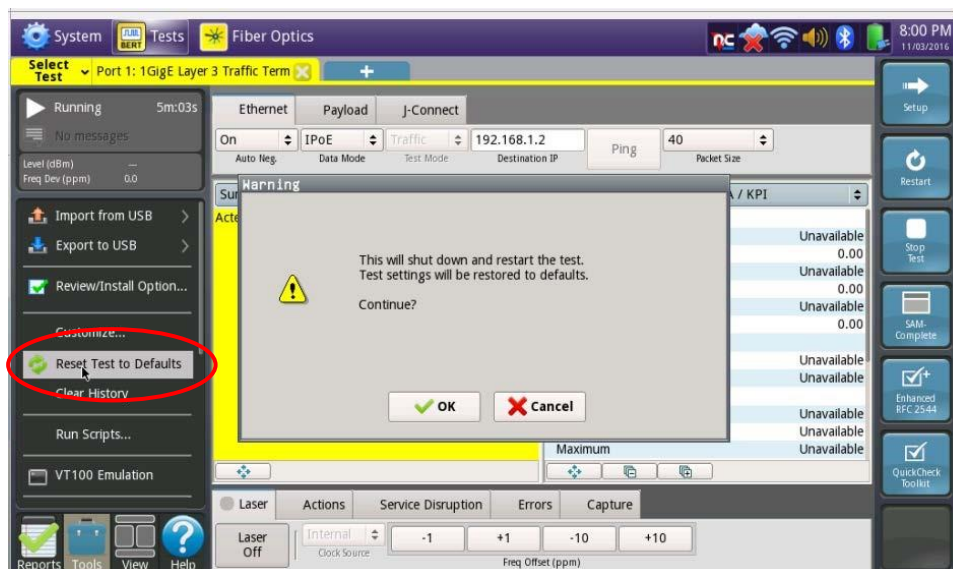 System
Tests
BERT
Fiber Optics
8:00 PM
11/03/2016
Select
Test
Port 1: 1GigE Layer 3 Traffic Term
+
Running 5m:03s
No messages
Level (dBm) ---
Freq Dev (ppm) 0.0
Import from USB
Export to USB
Review/Install Option...
Customize...
Reset Test to Defaults
Clear History
Run Scripts...
VT100 Emulation
Reports Tools View Help
Ethernet Payload J-Connect
On IPoE Traffic 192.168.1.2 Ping 40
Auto Neg. Data Mode Test Mode Destination IP Packet Size
/ KPI
Unavailable
0.00
Unavailable
0.00
Unavailable
0.00
Unavailable
Unavailable
Unavailable
Unavailable
Maximum Unavailable
Warning
This will shut down and restart the test.
Test settings will be restored to defaults.
Continue?
OK Cancel
Laser Actions Service Disruption Errors Capture
Laser
Off
Internal -1 +1 -10 +10
Clock Source Freq Offset (ppm)
Setup
Restart
Stop
Test
SAM-
Complete
Enhanced
RFC 2544
QuickCheck
Toolkit